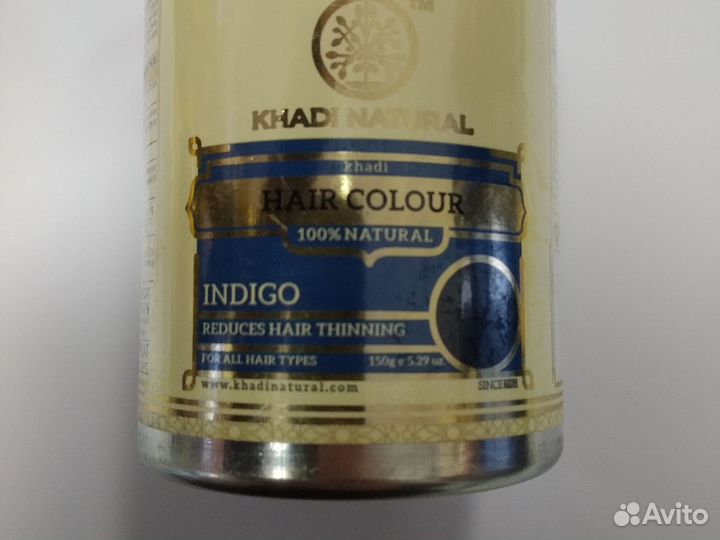 TM
KHADI NATURAL
khadi
HAIR COLOUR
100% NATURAL
INDIGO
REDUCES HAIR THINNING
FOR ALL HAIR TYPES
150g e 5.29 oz.
www.khadinatural.com
SINCE
Avito